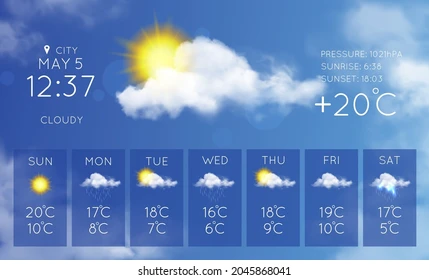 CITY
MAY 5
12:37
CLOUDY
PRESSURE: 1021hPA
SUNRISE: 6:38
SUNSET: 18:03
+20°C
SUN MON TUE WED THU FRI SAT
20°C 17°C 18°C 16°C 18°C 19°C 17°C
10°C 8°C 7°C 6°C 9°C 10°C 5°C
shutterstock
IMAGE ID: 2045868041
www.shutterstock.com